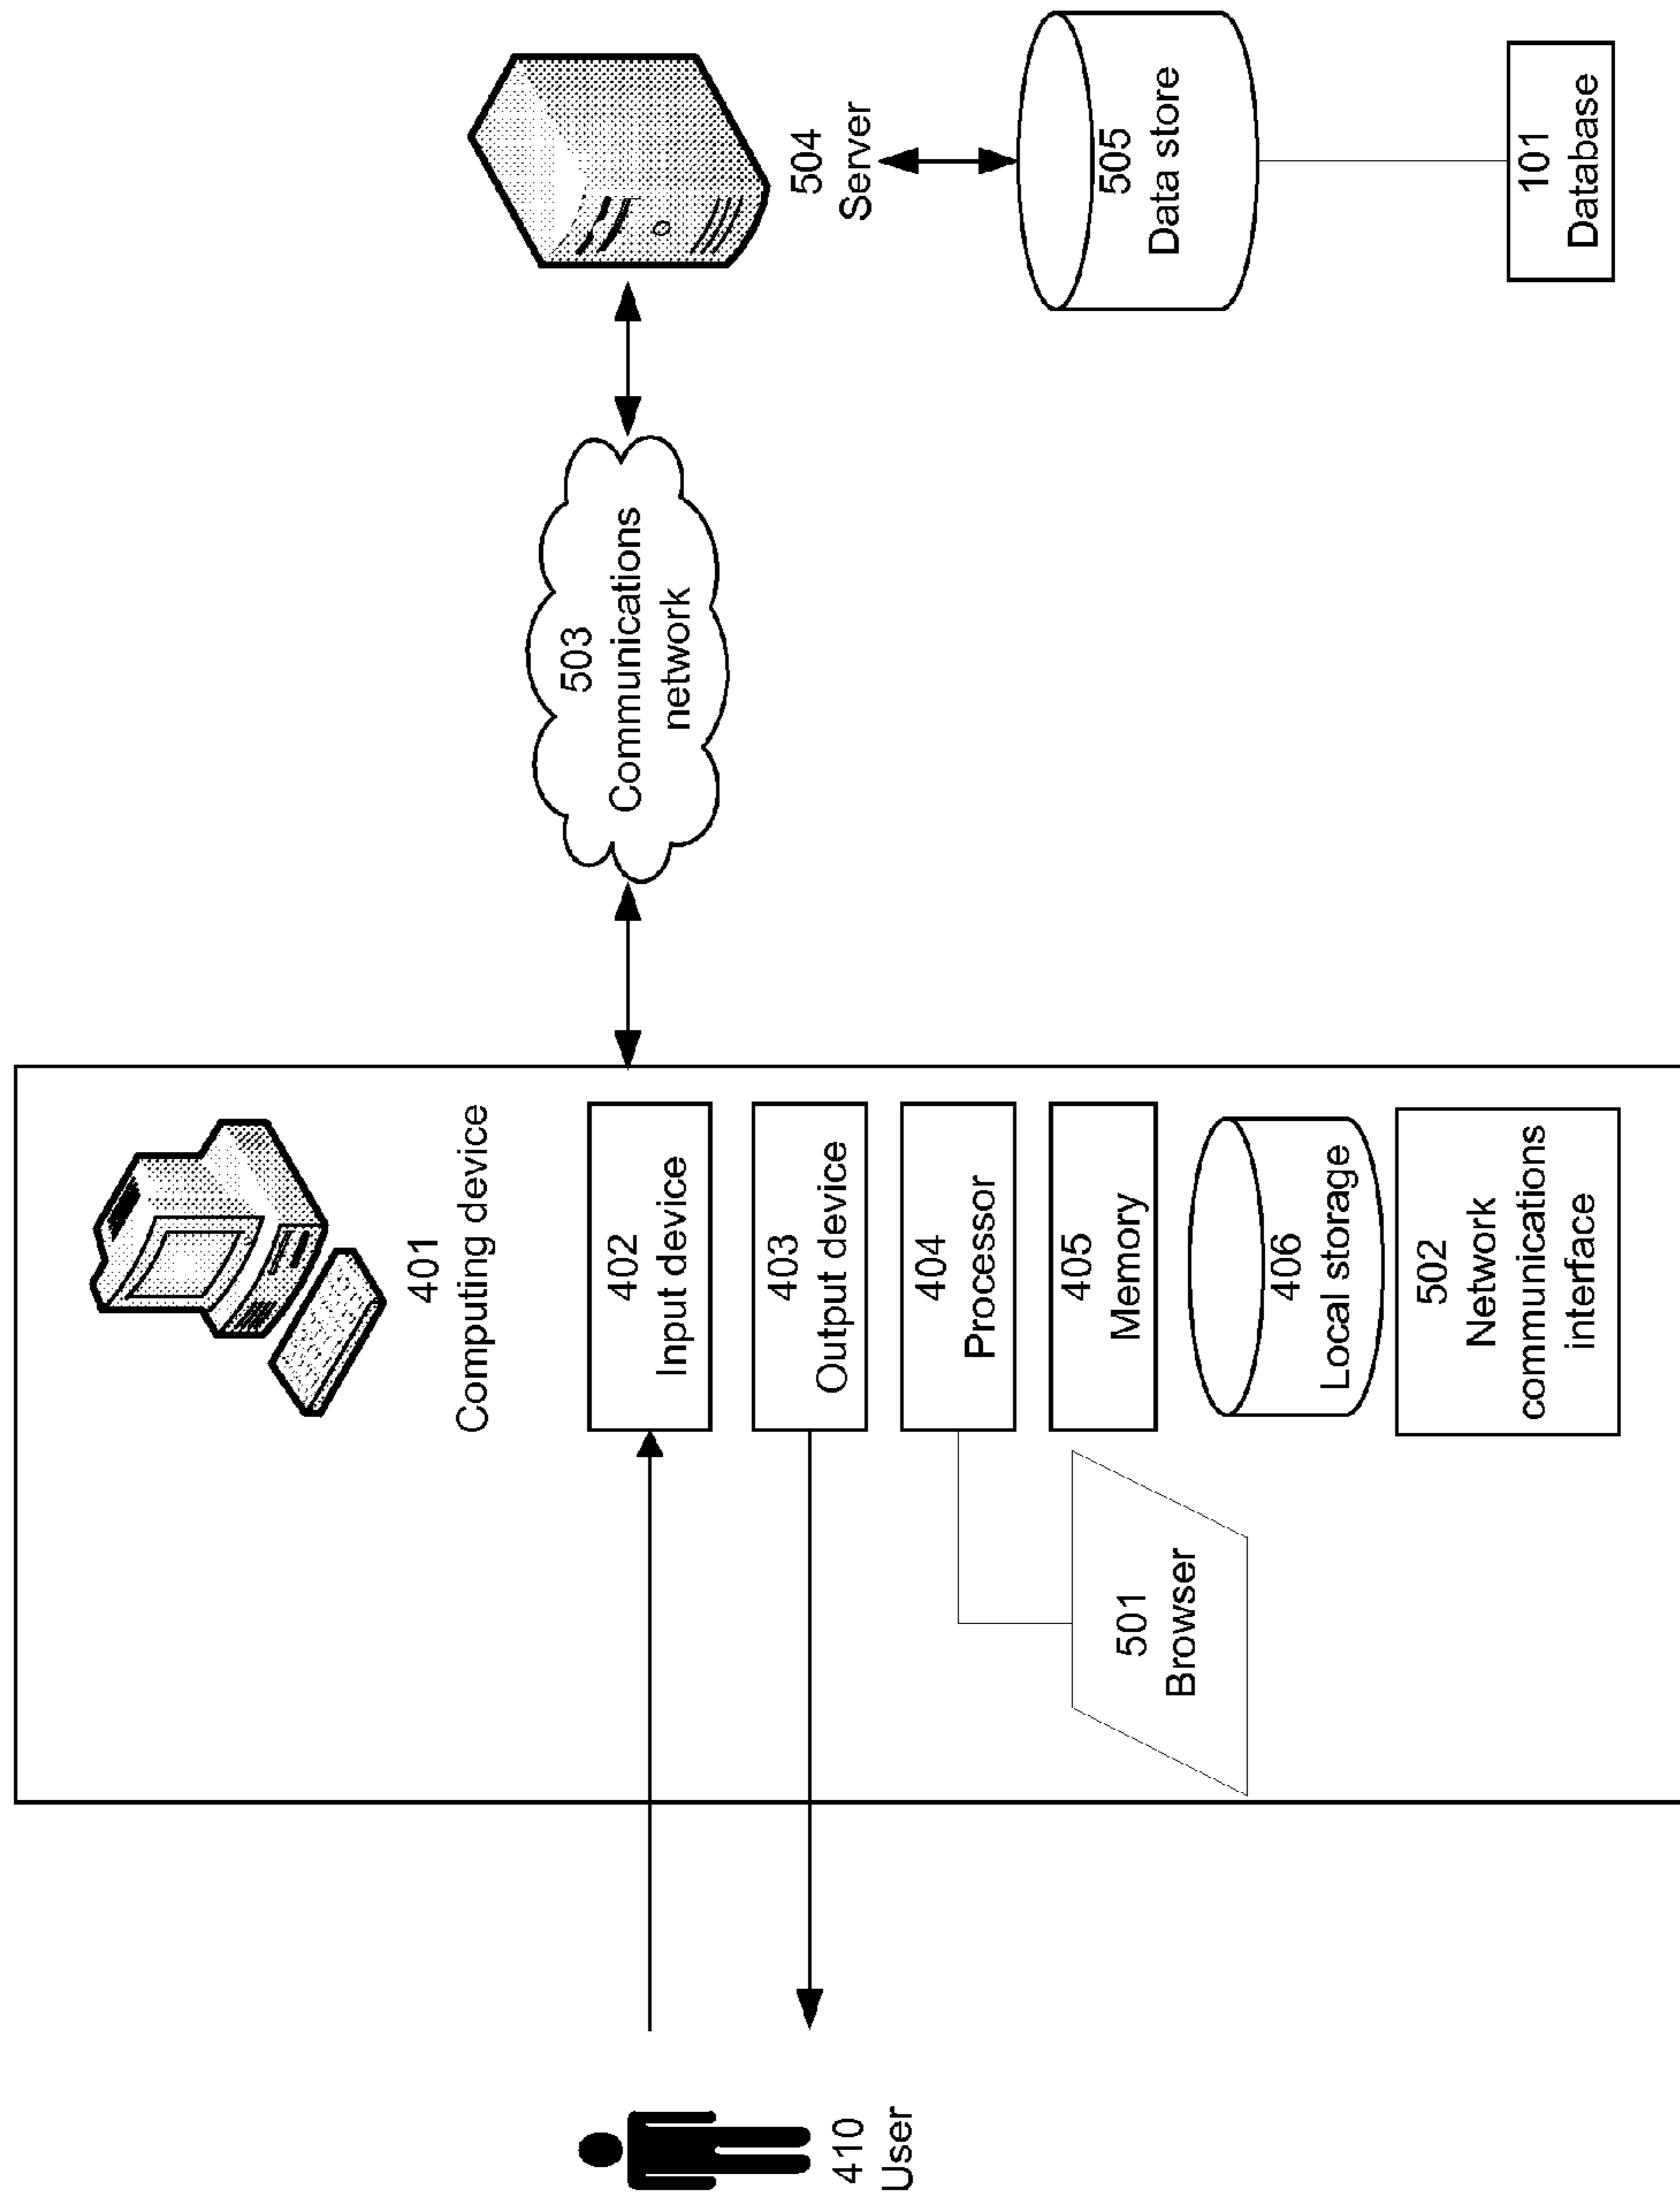 410
User
401
Computing device
402
Input device
403
Output device
404
Processor
501
Browser
405
Memory
406
Local storage
502
Network
communications
interface
503
Communications
network
504
Server
505
Data store
101
Database